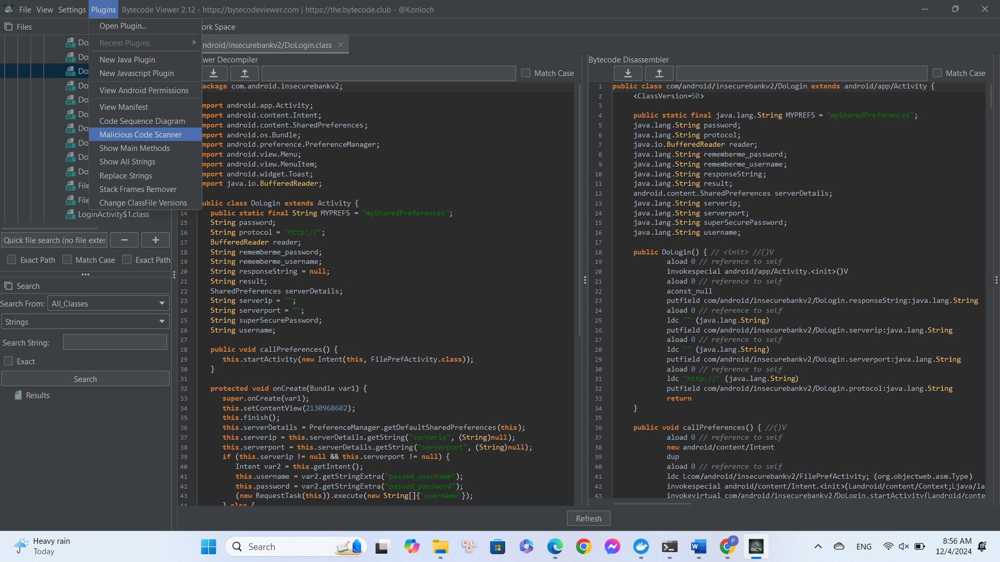 File View Settings Plugins Bytecode Viewer 2.12 - https://bytecodeviewer.com | https://the.bytecode.club - @Konloch
Files
Open Plugin...
Recent Plugins
New Java Plugin
New Javascript Plugin
View Android Permissions
View Manifest
Code Sequence Diagram
Malicious Code Scanner
Show Main Methods
Show All Strings
Replace Strings
Stack Frames Remover
Change ClassFile Versions
Do
Do
Do
Do
Do
Do
Do
Do
Do
Do
File
File
LoginActivity$1.class
Quick file search (no file exter
− +
Exact Path Match Case Exact Path
Search
Search From: All_Classes
Strings
Search String:
Exact
Search
Results
ork Space
ndroid/insecurebankv2/DoLogin.class
wer Decompiler
Match Case
ackage com.android.insecurebankv2;
mport android.app.Activity;
mport android.content.Intent;
mport android.content.SharedPreferences;
mport android.os.Bundle;
mport android.preference.PreferenceManager;
mport android.view.Menu;
mport android.view.MenuItem;
mport android.widget.Toast;
mport java.io.BufferedReader;
ublic class DoLogin extends Activity {
14 public static final String MYPREFS = "mySharedPreferences";
15 String password;
16 String protocol = "http://";
17 BufferedReader reader;
18 String rememberme_password;
19 String rememberme_username;
20 String responseString = null;
21 String result;
22 SharedPreferences serverDetails;
23 String serverip = "";
24 String serverport = "";
25 String superSecurePassword;
26 String username;
27
28 public void callPreferences() {
29 this.startActivity(new Intent(this, FilePrefActivity.class));
30 }
31
32 protected void onCreate(Bundle var1) {
33 super.onCreate(var1);
34 this.setContentView(2130968602);
35 this.finish();
36 this.serverDetails = PreferenceManager.getDefaultSharedPreferences(this);
37 this.serverip = this.serverDetails.getString("serverip", (String)null);
38 this.serverport = this.serverDetails.getString("serverport", (String)null);
39 if (this.serverip != null && this.serverport != null) {
40 Intent var2 = this.getIntent();
41 this.username = var2.getStringExtra("passed_username");
42 this.password = var2.getStringExtra("passed_password");
43 (new RequestTask(this)).execute(new String[]{"username"});
44 } else {
Bytecode Disassembler
Match Case
1 public class com/android/insecurebankv2/DoLogin extends android/app/Activity {
2 <ClassVersion=50>
3
4 public static final java.lang.String MYPREFS = "mySharedPreferences";
5 java.lang.String password;
6 java.lang.String protocol;
7 java.io.BufferedReader reader;
8 java.lang.String rememberme_password;
9 java.lang.String rememberme_username;
10 java.lang.String responseString;
11 java.lang.String result;
12 android.content.SharedPreferences serverDetails;
13 java.lang.String serverip;
14 java.lang.String serverport;
15 java.lang.String superSecurePassword;
16 java.lang.String username;
17
18 public DoLogin() { // <init> //()V
19 aload 0 // reference to self
20 invokespecial android/app/Activity.<init>()V
21 aload 0 // reference to self
22 aconst_null
23 putfield com/android/insecurebankv2/DoLogin.responseString:java.lang.String
24 aload 0 // reference to self
25 ldc "" (java.lang.String)
26 putfield com/android/insecurebankv2/DoLogin.serverip:java.lang.String
27 aload 0 // reference to self
28 ldc "" (java.lang.String)
29 putfield com/android/insecurebankv2/DoLogin.serverport:java.lang.String
30 aload 0 // reference to self
31 ldc "http://" (java.lang.String)
32 putfield com/android/insecurebankv2/DoLogin.protocol:java.lang.String
33 return
34 }
35
36 public void callPreferences() { //()V
37 aload 0 // reference to self
38 new android/content/Intent
39 dup
40 aload 0 // reference to self
41 ldc Lcom/android/insecurebankv2/FilePrefActivity; (org.objectweb.asm.Type)
42 invokespecial android/content/Intent.<init>(Landroid/content/Context;Ljava/la
43 invokevirtual com/android/insecurebankv2/DoLogin.startActivity(Landroid/conte
Refresh
Heavy rain
Today
Search
P
BCV
ENG
8:56 AM
12/4/2024